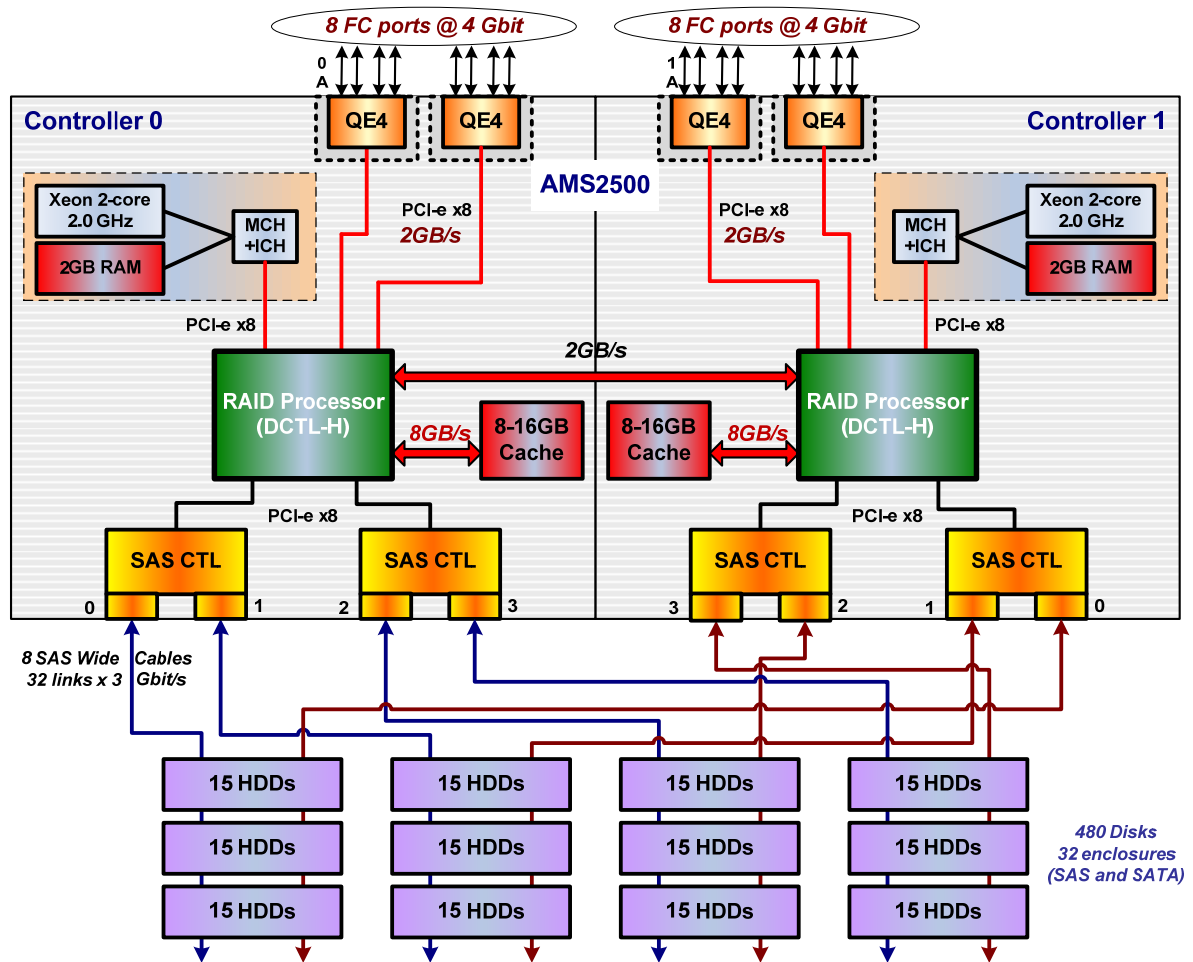 8 FC ports @ 4 Gbit
8 FC ports @ 4 Gbit
0
A
1
A
Controller 0
QE4
QE4
QE4
QE4
Controller 1
AMS2500
Xeon 2-core
2.0 GHz
2GB RAM
MCH
+ICH
PCI-e x8
2GB/s
PCI-e x8
2GB/s
MCH
+ICH
Xeon 2-core
2.0 GHz
2GB RAM
PCI-e x8
PCI-e x8
2GB/s
RAID Processor
(DCTL-H)
8GB/s
8-16GB
Cache
8-16GB
Cache
8GB/s
RAID Processor
(DCTL-H)
PCI-e x8
PCI-e x8
SAS CTL
SAS CTL
SAS CTL
SAS CTL
0
1
2
3
3
2
1
0
8 SAS Wide Cables
32 links x 3 Gbit/s
15 HDDs
15 HDDs
15 HDDs
15 HDDs
15 HDDs
15 HDDs
15 HDDs
15 HDDs
15 HDDs
15 HDDs
15 HDDs
15 HDDs
480 Disks
32 enclosures
(SAS and SATA)